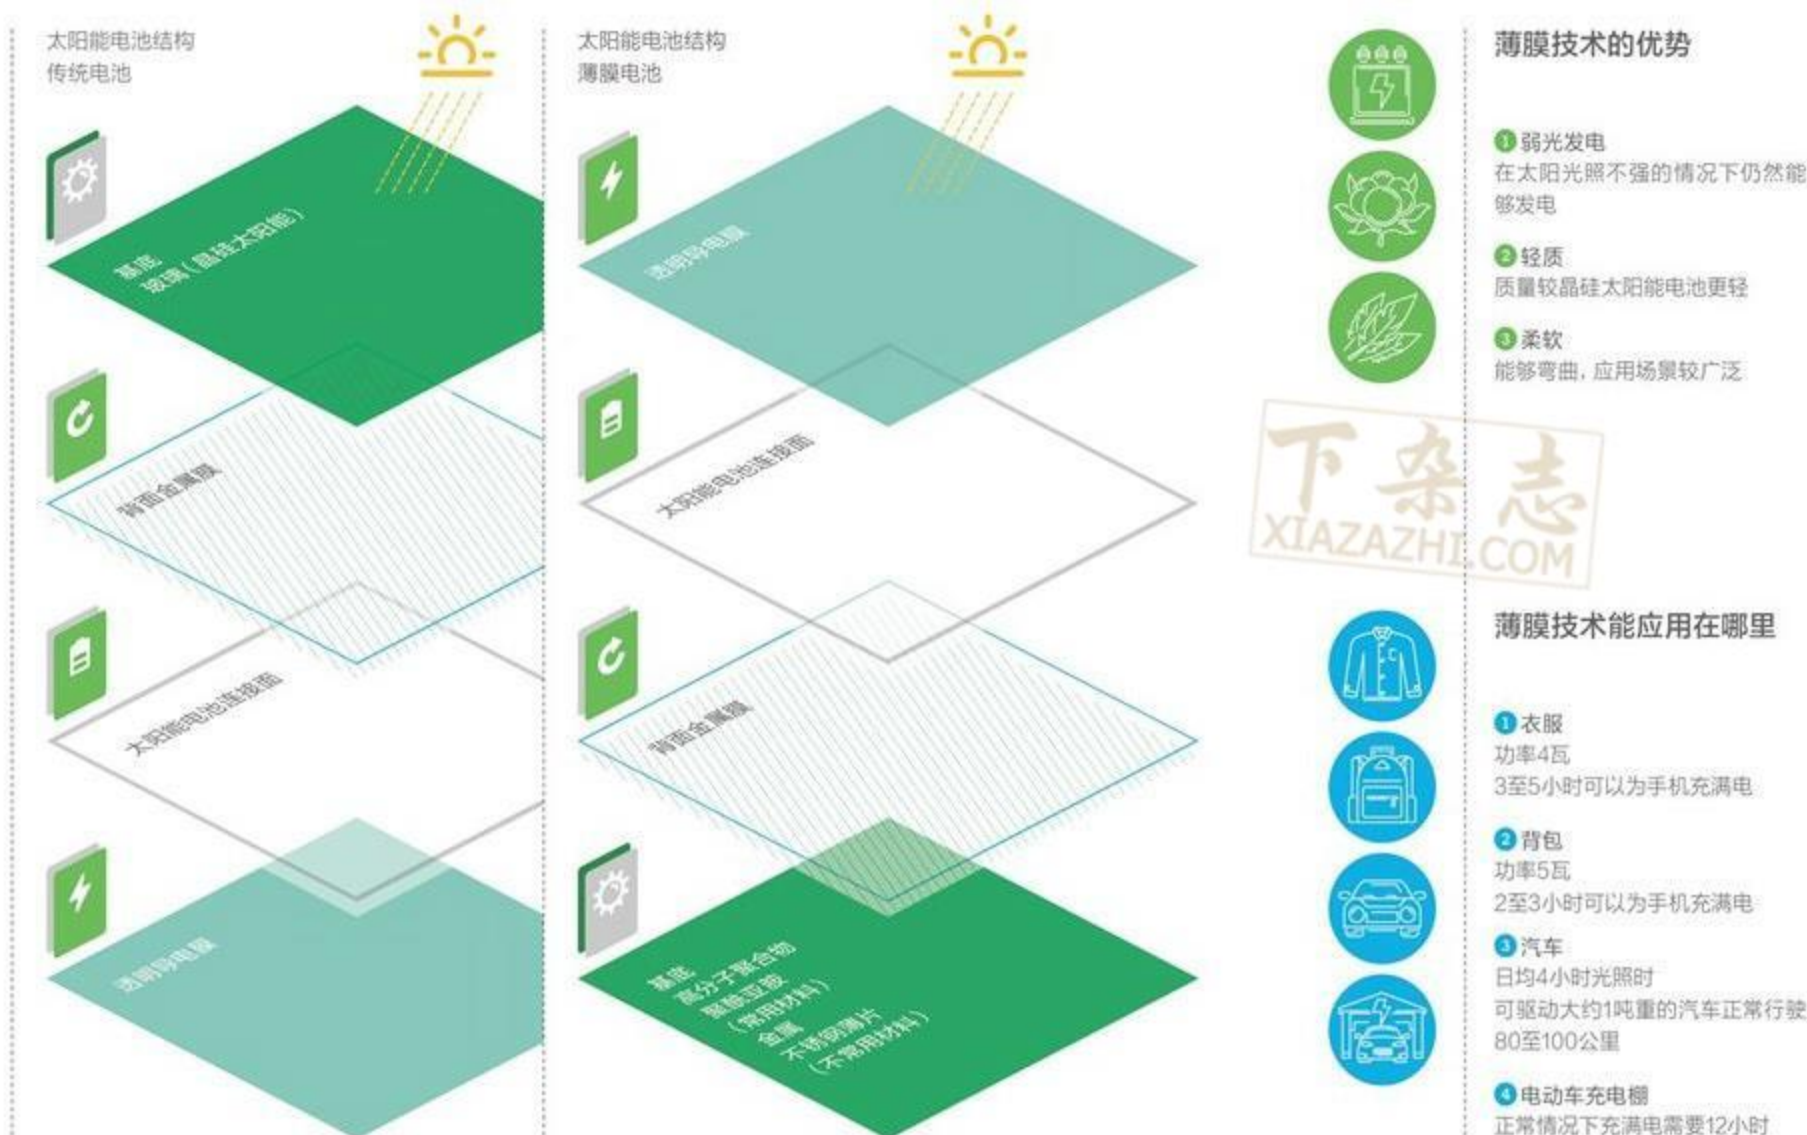 太阳能电池结构
传统电池
基底
玻璃（晶硅太阳能）
背面金属膜
太阳能电池连接面
透明导电膜
太阳能电池结构
薄膜电池
透明导电膜
太阳能电池连接面
背面金属膜
基底
高分子聚合物
聚酰亚胺
（常用材料）
金属
不锈钢薄片
（不常用材料）
薄膜技术的优势
1 弱光发电
在太阳光照不强的情况下仍然能
够发电
2 轻质
质量较晶硅太阳能电池更轻
3 柔软
能够弯曲，应用场景较广泛
下杂志
XIAZAZHI.COM
薄膜技术能应用在哪里
1 衣服
功率4瓦
3至5小时可以为手机充满电
2 背包
功率5瓦
2至3小时可以为手机充满电
3 汽车
日均4小时光照时
可驱动大约1吨重的汽车正常行驶
80至100公里
4 电动车充电棚
正常情况下充满电需要12小时